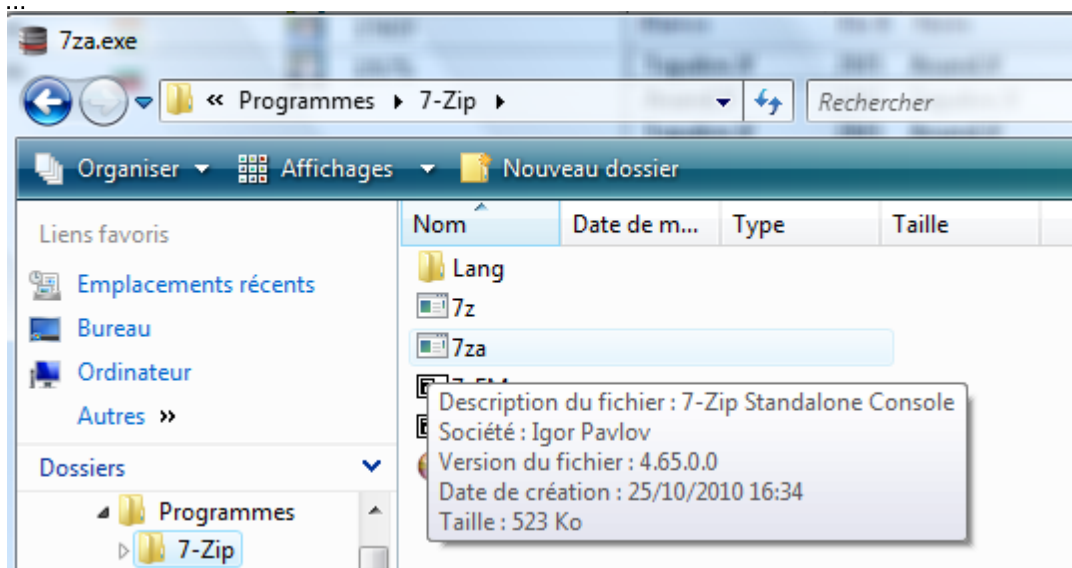 ...
7za.exe
« Programmes ▸ 7-Zip ▸
Rechercher
Organiser
Affichages
Nouveau dossier
Liens favoris
Emplacements récents
Bureau
Ordinateur
Autres »
Dossiers
Programmes
7-Zip
Nom Date de m... Type Taille
Lang
7z
7za
Description du fichier : 7-Zip Standalone Console
Société : Igor Pavlov
Version du fichier : 4.65.0.0
Date de création : 25/10/2010 16:34
Taille : 523 Ko